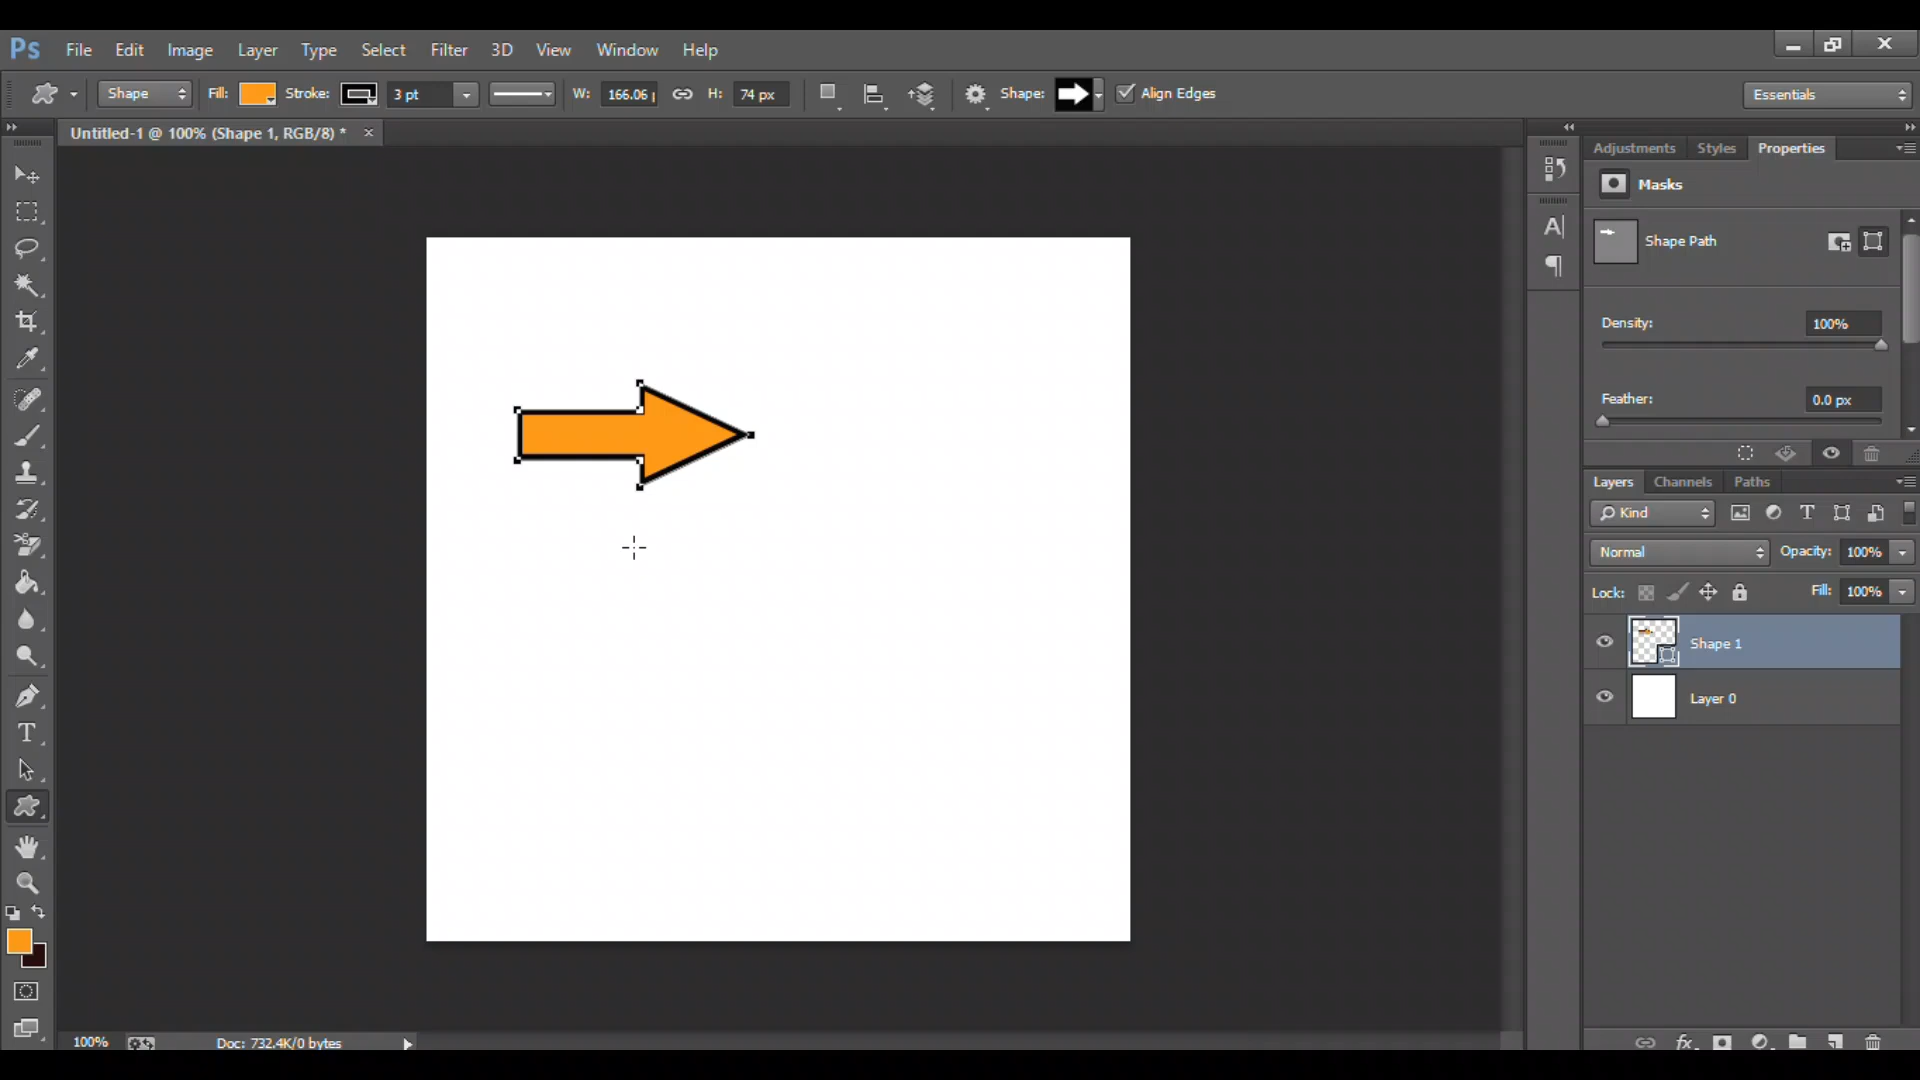 Ps File Edit Image Layer Type Select Filter 3D View Window Help
Shape Fill: Stroke: 3 pt W: 166.06 H: 74 px Shape: Align Edges Essentials
Untitled-1 @ 100% (Shape 1, RGB/8) *
Adjustments Styles Properties
Masks
Shape Path
Density: 100%
Feather: 0.0 px
Layers Channels Paths
Kind
Normal Opacity: 100%
Lock: Fill: 100%
Shape 1
Layer 0
100% Doc: 732.4K/0 bytes
fx